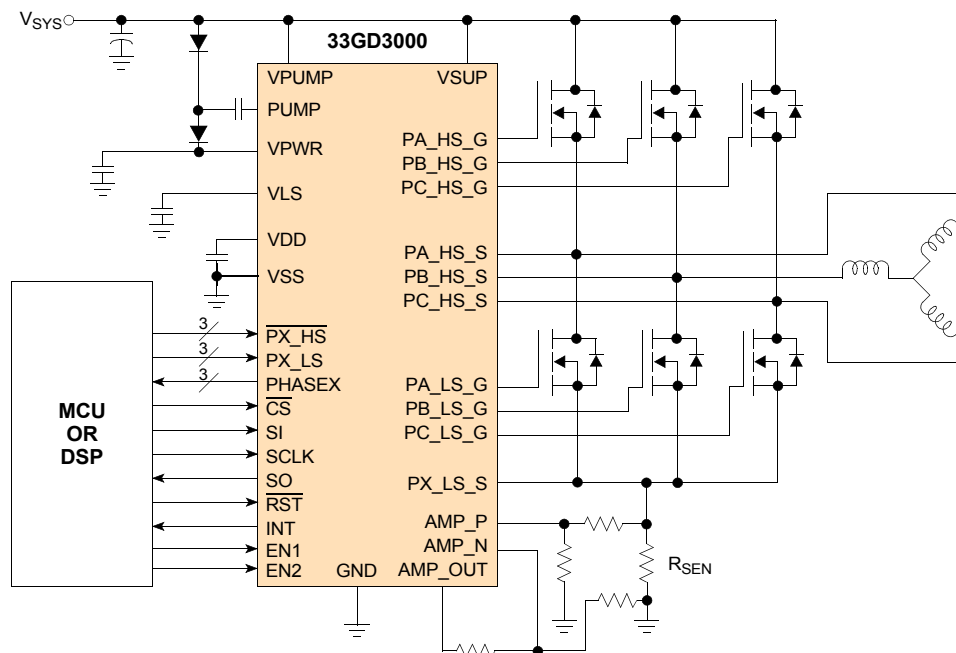 VSYS
33GD3000
VPUMP
VSUP
PUMP
VPWR
VLS
VDD
VSS
PA_HS_G
PB_HS_G
PC_HS_G
PA_HS_S
PB_HS_S
PC_HS_S
MCU
OR
DSP
3
3
3
PX_HS
PX_LS
PHASEX
CS
SI
SCLK
SO
RST
INT
EN1
EN2
GND
PA_LS_G
PB_LS_G
PC_LS_G
PX_LS_S
AMP_P
AMP_N
AMP_OUT
RSEN